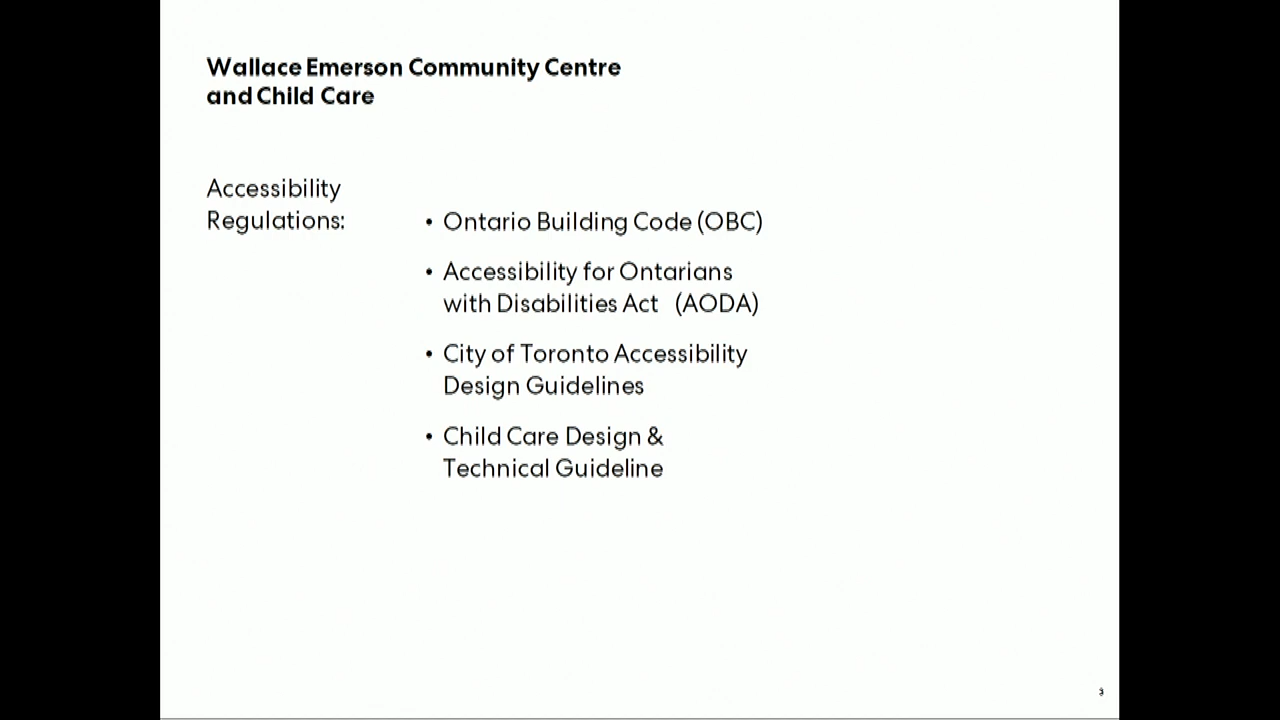 Wallace Emerson Community Centre
and Child Care
Accessibility
Regulations:
• Ontario Building Code (OBC)
• Accessibility for Ontarians
with Disabilities Act (AODA)
• City of Toronto Accessibility
Design Guidelines
• Child Care Design &
Technical Guideline
3